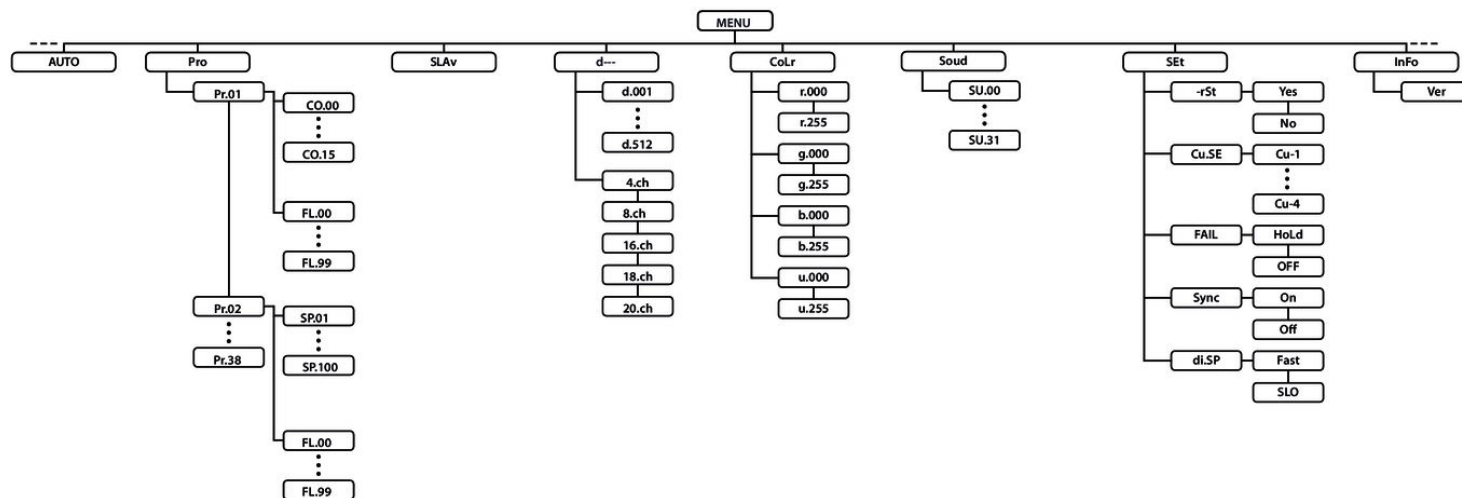 MENU
AUTO
Pro
Pr.01
CO.00
CO.15
FL.00
FL.99
Pr.02
Pr.38
SP.01
SP.100
FL.00
FL.99
SLAv
d---
d.001
d.512
4.ch
8.ch
16.ch
18.ch
20.ch
CoLr
r.000
r.255
g.000
g.255
b.000
b.255
u.000
u.255
Soud
SU.00
SU.31
SEt
-rSt
Yes
No
Cu.SE
Cu-1
Cu-4
FAIL
HoLd
OFF
Sync
On
Off
di.SP
Fast
SLO
InFo
Ver